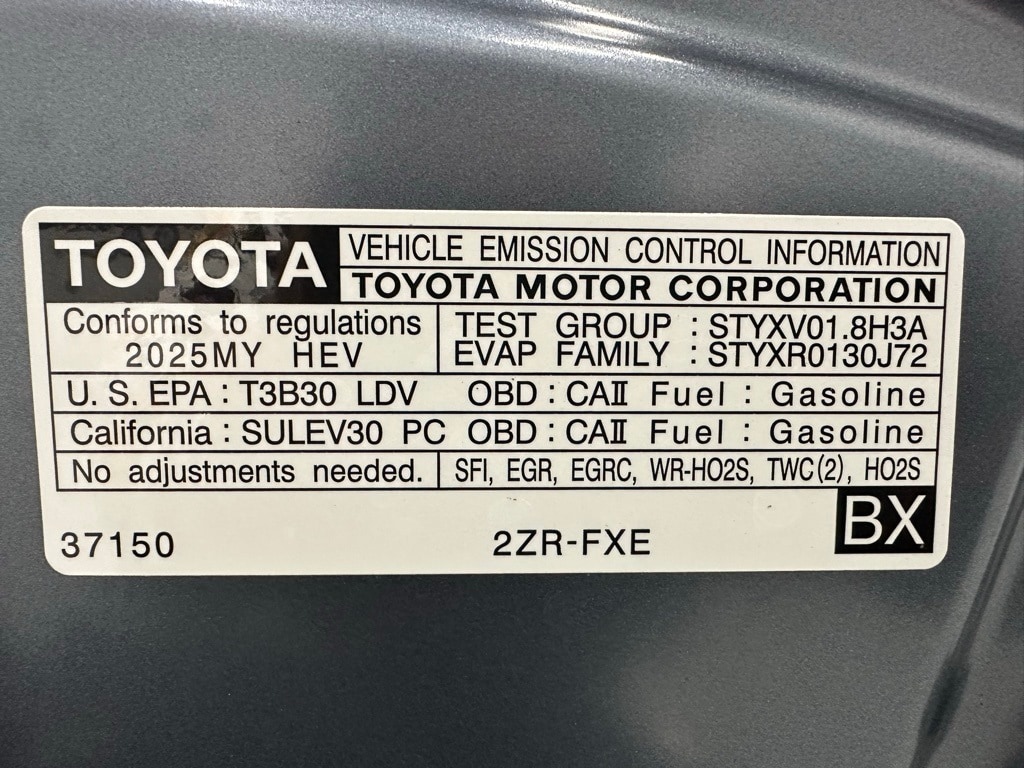 TOYOTA VEHICLE EMISSION CONTROL INFORMATION
TOYOTA MOTOR CORPORATION
Conforms to regulations
2025MY HEV
TEST GROUP : STYXV01.8H3A
EVAP FAMILY : STYXR0130J72
U. S. EPA : T3B30 LDV OBD : CAII Fuel : Gasoline
California : SULEV30 PC OBD : CAII Fuel : Gasoline
No adjustments needed. SFI, EGR, EGRC, WR-HO2S, TWC(2), HO2S
37150 2ZR-FXE BX